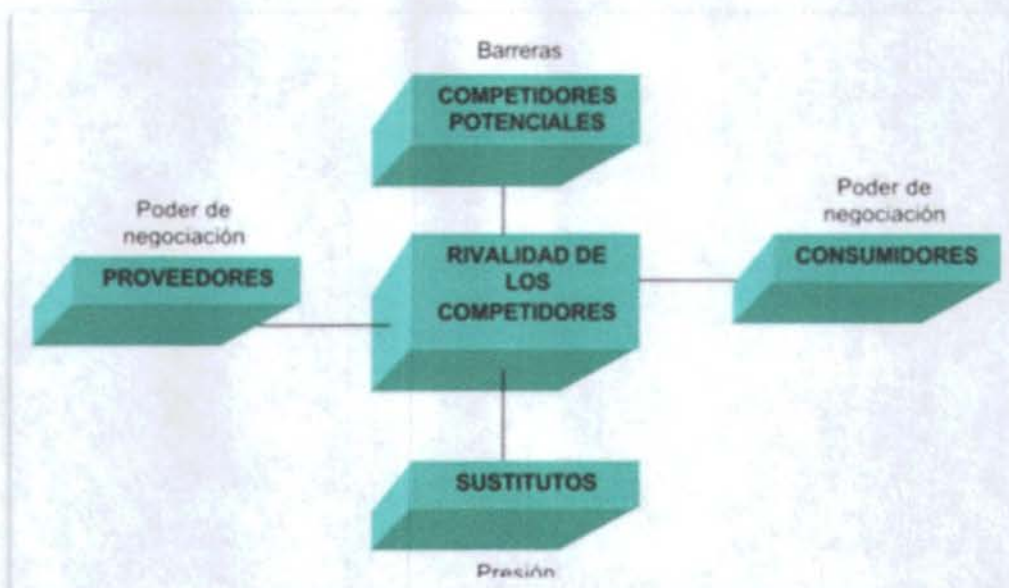 Barreras
COMPETIDORES
POTENCIALES
Poder de
negociación
PROVEEDORES
RIVALIDAD DE
LOS
COMPETIDORES
Poder de
negociación
CONSUMIDORES
SUSTITUTOS
Presión